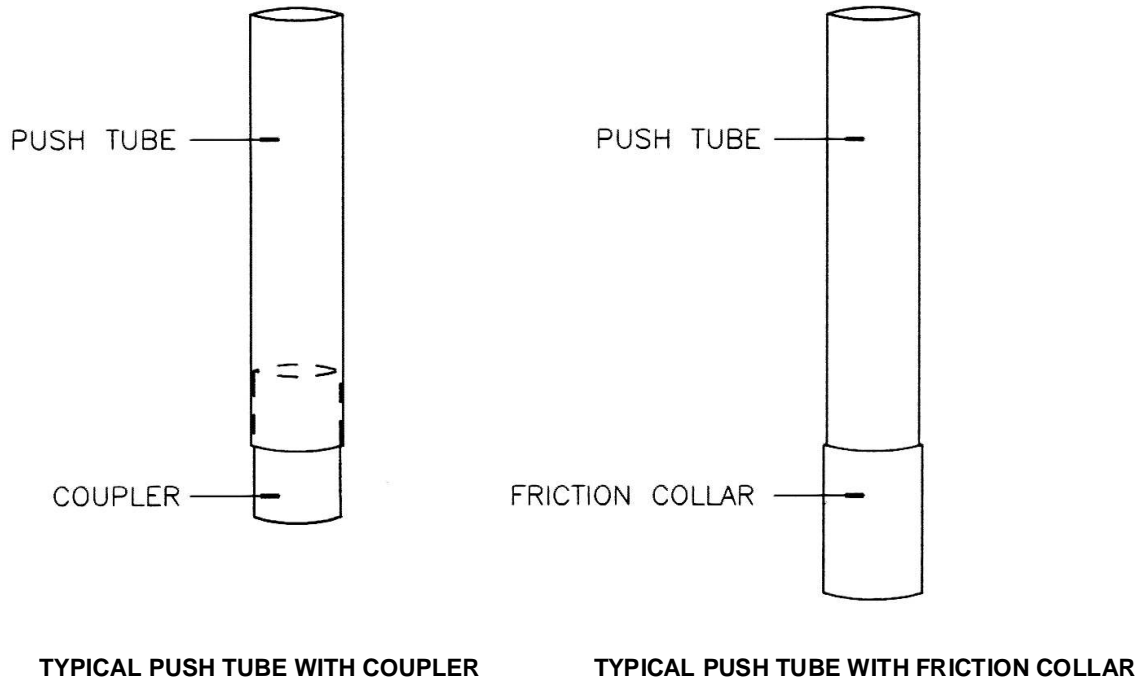 PUSH TUBE
PUSH TUBE
COUPLER
FRICTION COLLAR
TYPICAL PUSH TUBE WITH COUPLER
TYPICAL PUSH TUBE WITH FRICTION COLLAR